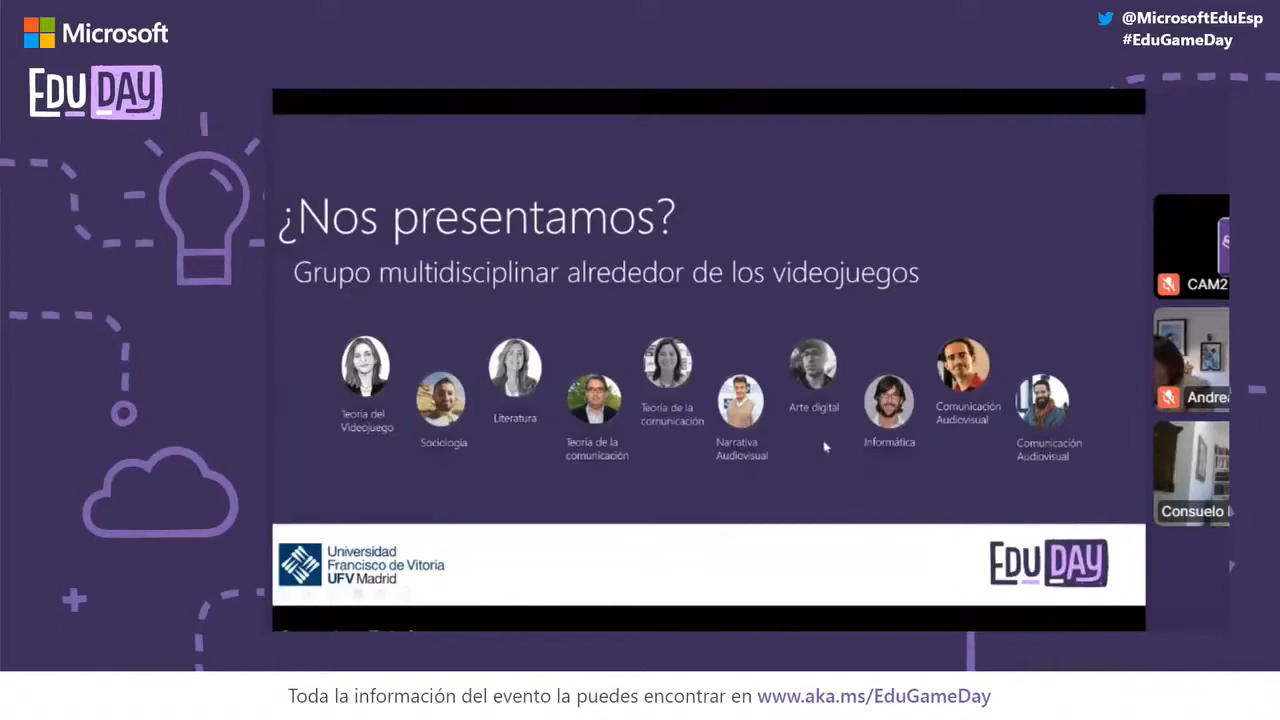 Microsoft
EDU DAY
@MicrosoftEduEsp
#EduGameDay
¿Nos presentamos?
Grupo multidisciplinar alrededor de los videojuegos
Teoría del
Videojuego
Sociología
Literatura
Teoría de la
comunicación
Teoría de la
comunicación
Narrativa
Audiovisual
Arte digital
Informática
Comunicación
Audiovisual
Comunicación
Audiovisual
CAM2
Andrea
Consuelo
Universidad
Francisco de Vitoria
UFV Madrid
EDU DAY
Toda la información del evento la puedes encontrar en www.aka.ms/EduGameDay